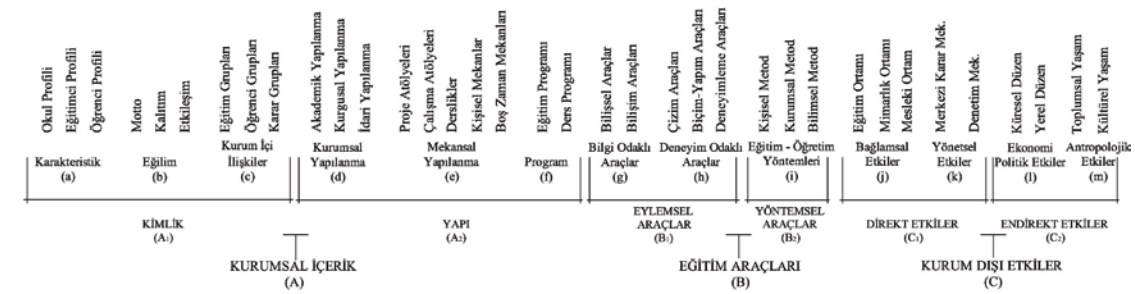 Okul Profili
Eğitimci Profili
Öğrenci Profili
Motto
Kalıtım
Etkileşim
Eğitim Grupları
Öğrenci Grupları
Karar Grupları
Akademik Yapılanma
Kurgusal Yapılanma
İdari Yapılanma
Proje Atölyeleri
Çalışma Atölyeleri
Derslikler
Kişisel Mekanlar
Boş Zaman Mekanları
Eğitim Programı
Ders Programı
Bilişsel Araçlar
Bilişim Araçları
Çizim Araçları
Biçim-Yapım Araçları
Deneyimleme Araçları
Kişisel Metod
Kurumsal Metod
Bilimsel Metod
Eğitim Ortamı
Mimarlık Ortamı
Mesleki Ortam
Merkezi Karar Mek.
Denetim Mek.
Küresel Düzen
Yerel Düzen
Toplumsal Yaşam
Kültürel Yaşam
Karakteristik
(a)
Eğilim
(b)
Kurum İçi
İlişkiler
(c)
Kurumsal
Yapılanma
(d)
Mekansal
Yapılanma
(e)
Program
(f)
Bilgi Odaklı
Araçlar
(g)
Deneyim Odaklı
Araçlar
(h)
Eğitim - Öğretim
Yöntemleri
(i)
Bağlamsal
Etkiler
(j)
Yönetsel
Etkiler
(k)
Ekonomi
Politik Etkiler
(l)
Antropolojik
Etkiler
(m)
KİMLİK
(A1)
YAPI
(A2)
EYLEMSEL
ARAÇLAR
(B1)
YÖNTEMSEL
ARAÇLAR
(B2)
DİREKT ETKİLER
(C1)
ENDİREKT ETKİLER
(C2)
KURUMSAL İÇERİK
(A)
EĞİTİM ARAÇLARI
(B)
KURUM DIŞI ETKİLER
(C)